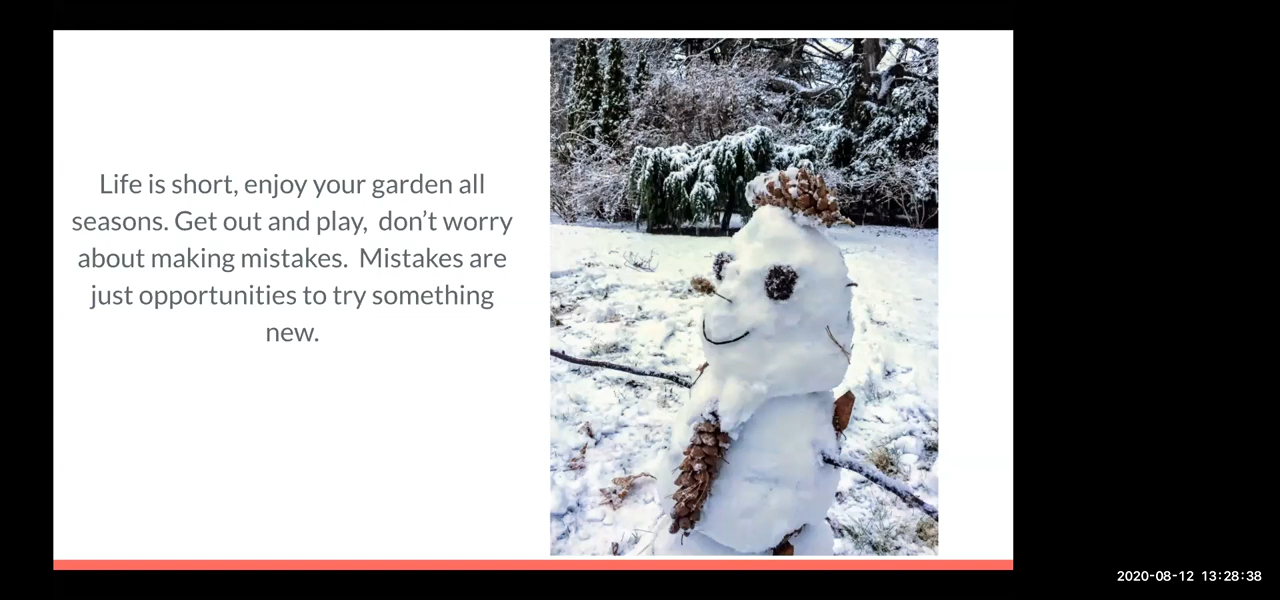 Life is short, enjoy your garden all
seasons. Get out and play,  don’t worry
about making mistakes.  Mistakes are
just opportunities to try something
new.
2020-08-12 13:28:38